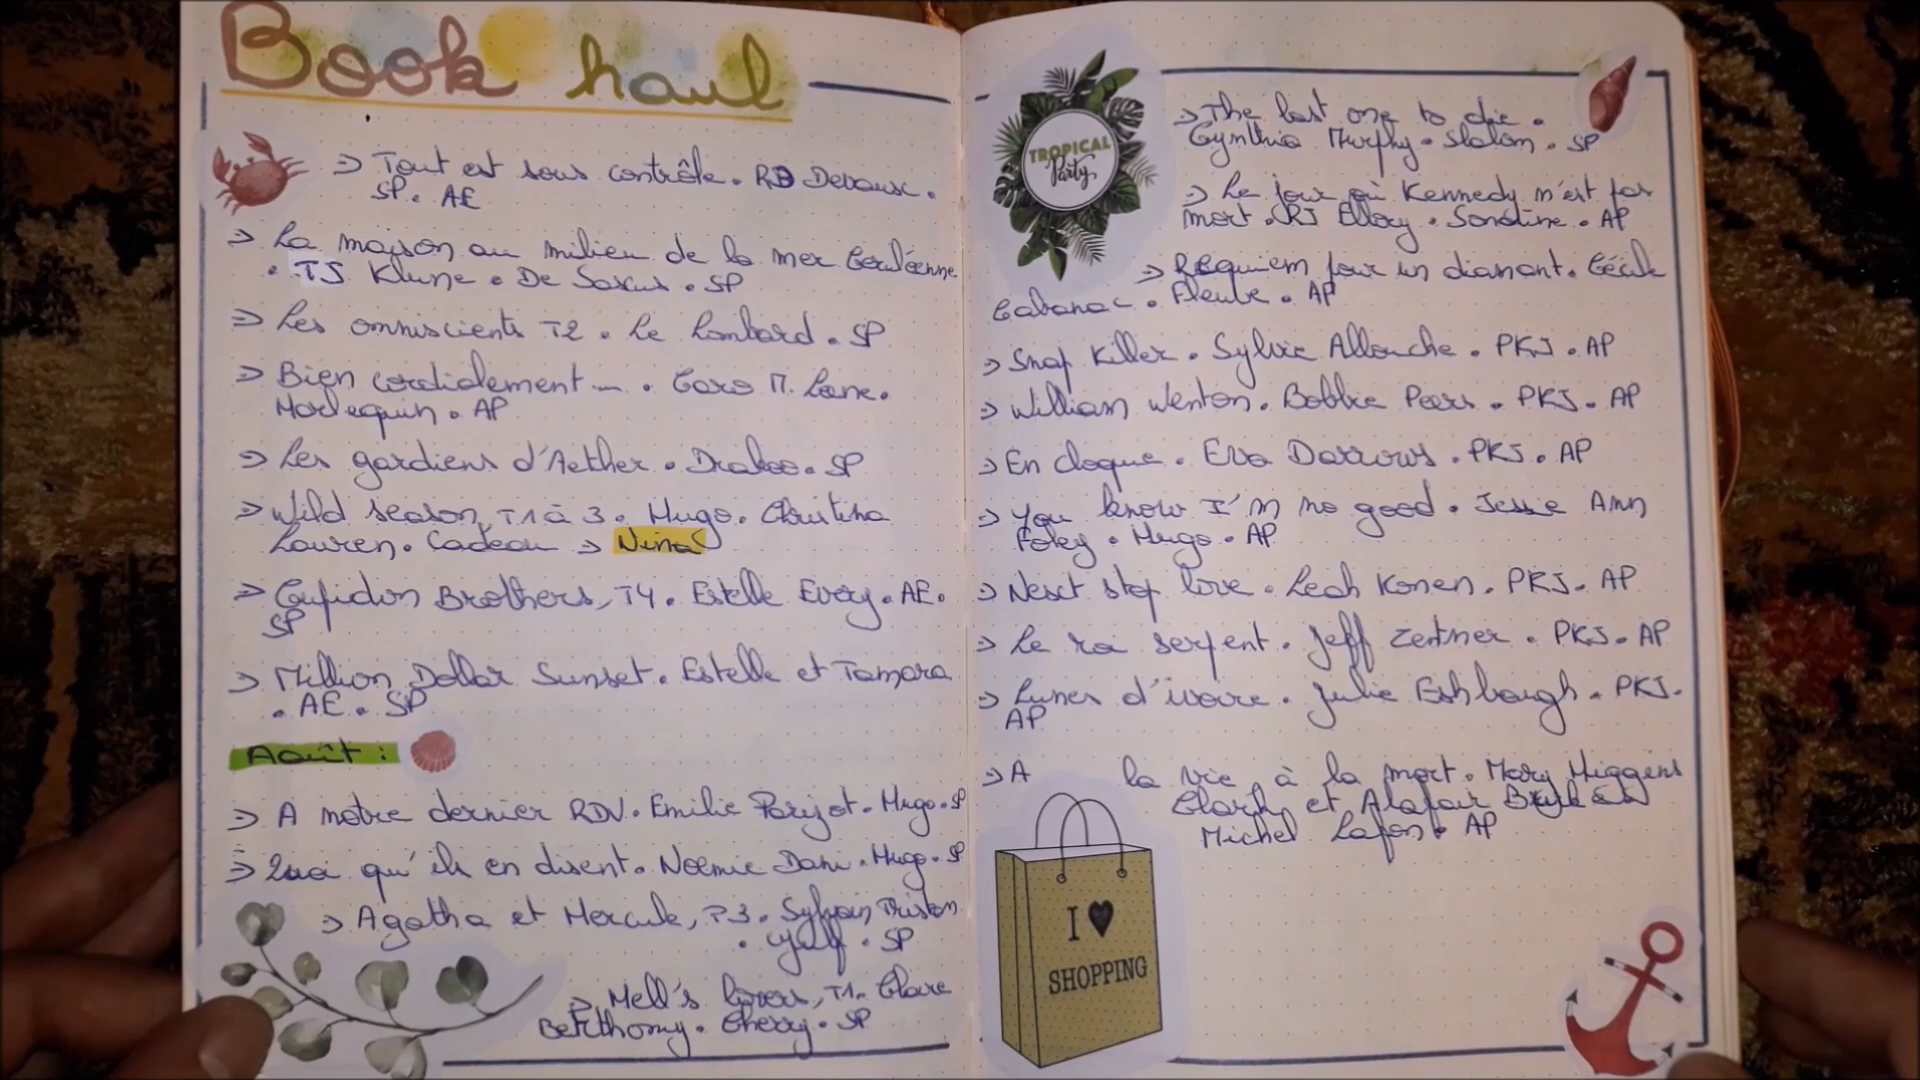 Book haul
⇒ Tout est sous contrôle. RD Devaux.
SP. AE
⇒ La maison au milieu de la mer Céruléenne
. TJ Klune. De Saxus. SP
⇒ Les omniscients T2. Le Lombard. SP
⇒ Bien cordialement... . Caro M. Leene.
Harlequin. AP
⇒ Les gardiens d'Aether. Drakoo. SP
⇒ Wild season, T1 à 3. Hugo. Christina
Lauren. Cadeau → Nina
⇒ Cupidon Brothers, T4. Estelle Every. AE.
SP
⇒ Million Dollar Sunset. Estelle et Tamara
. AE. SP
Août :
⇒ A notre dernier RDV. Emilie Parizot. Hugo. SP
⇒ Quoi qu'ils en disent. Noémie Dani. Hugo. SP
⇒ Agatha et Hercule, T.3. Sylvain
. SP
⇒ Mell's lovers, T1. Claire
Berthomy. Cherry. SP
TROPICAL
Party
⇒ The last one to die.
Cynthia Murphy. Slalom. SP
⇒ Le jour où Kennedy n'est pas
mort. RJ Ellory. Sonatine. AP
⇒ Requiem pour un diamant. Cécile
Cabanac. Fleuve. AP
⇒ Snap Killer. Sylvie Allouche. PKJ. AP
⇒ William Wenton. Bobbie Peers. PKJ. AP
⇒ En cloque. Eva Darrows. PKJ. AP
⇒ You know I'm no good. Jessie Ann
Foley. Hugo. AP
⇒ Next stop love. Leah Konen. PKJ. AP
⇒ Le roi serpent. Jeff Zentner. PKJ. AP
⇒ Lunes d'ivoire. Julie Eshbaugh. PKJ.
AP
⇒ A la vie, à la mort. Mary Higgins
Clark et Alafair
Michel Lafon. AP
I ♥
SHOPPING